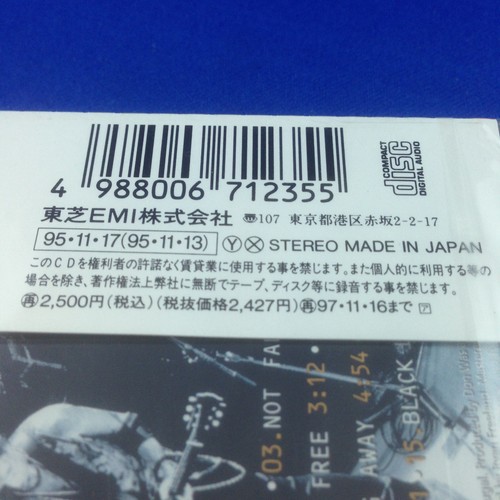 4 988006 712355
COMPACT
disc
DIGITAL AUDIO
東芝EMI株式会社 〒107 東京都港区赤坂2-2-17
95・11・17(95・11・13) Ⓨ Ⓧ STEREO MADE IN JAPAN
このCDを権利者の許諾なく賃貸業に使用する事を禁じます。また個人的に利用する等の
場合を除き、著作権法上弊社に無断でテープ、ディスク等に録音する事を禁じます。
再2,500円(税込)(税抜価格2,427円)再97・11・16まで ア
03.NOT FA
FREE 3:12・
AWAY 4:54
・15 BLACK